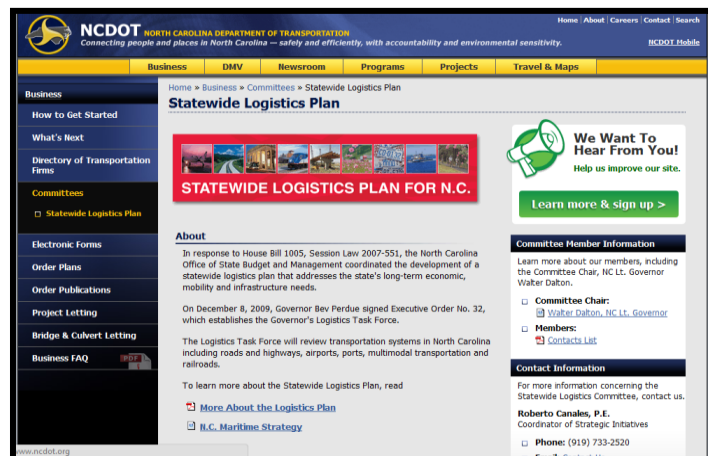 Home | About | Careers | Contact | Search
NCDOT NORTH CAROLINA DEPARTMENT OF TRANSPORTATION
Connecting people and places in North Carolina — safely and efficiently, with accountability and environmental sensitivity.
NCDOT Mobile
Business DMV Newsroom Programs Projects Travel & Maps
Business
How to Get Started
What's Next
Directory of Transportation
Firms
Committees
Statewide Logistics Plan
Electronic Forms
Order Plans
Order Publications
Project Letting
Bridge & Culvert Letting
Business FAQ
PDF
Home » Business » Committees » Statewide Logistics Plan
Statewide Logistics Plan
STATEWIDE LOGISTICS PLAN FOR N.C.
About
In response to House Bill 1005, Session Law 2007-551, the North Carolina
Office of State Budget and Management coordinated the development of a
statewide logistics plan that addresses the state's long-term economic,
mobility and infrastructure needs.
On December 8, 2009, Governor Bev Perdue signed Executive Order No. 32,
which establishes the Governor's Logistics Task Force.
The Logistics Task Force will review transportation systems in North Carolina
including roads and highways, airports, ports, multimodal transportation and
railroads.
To learn more about the Statewide Logistics Plan, read
More About the Logistics Plan
N.C. Maritime Strategy
We Want To
Hear From You!
Help us improve our site.
Learn more & sign up >
Committee Member Information
Learn more about our members, including
the Committee Chair, NC Lt. Governor
Walter Dalton.
Committee Chair:
Walter Dalton, NC Lt. Governor
Members:
Contacts List
Contact Information
For more information concerning the
Statewide Logistics Committee, contact us.
Roberto Canales, P.E.
Coordinator of Strategic Initiatives
Phone: (919) 733-2520
www.ncdot.org